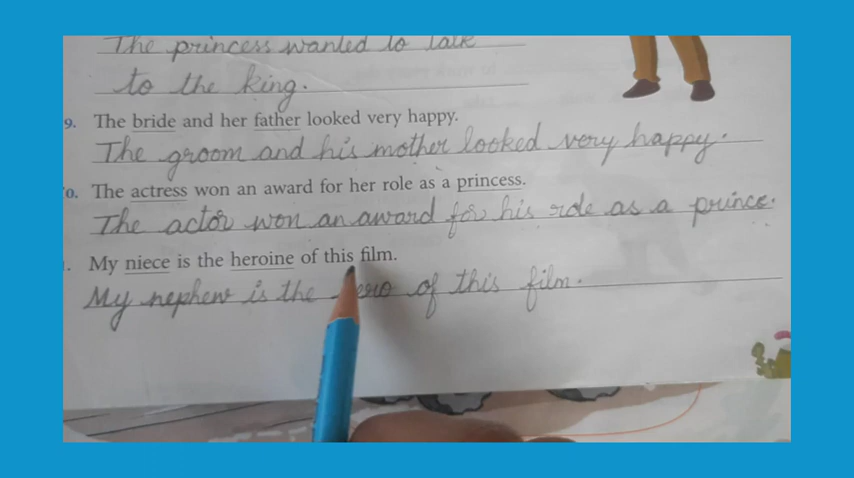 The princess wanted to talk
to the king.
9. The bride and her father looked very happy.
The groom and his mother looked very happy.
0. The actress won an award for her role as a princess.
The actor won an award for his role as a prince.
. My niece is the heroine of this film.
My nephew is the ero of this film.